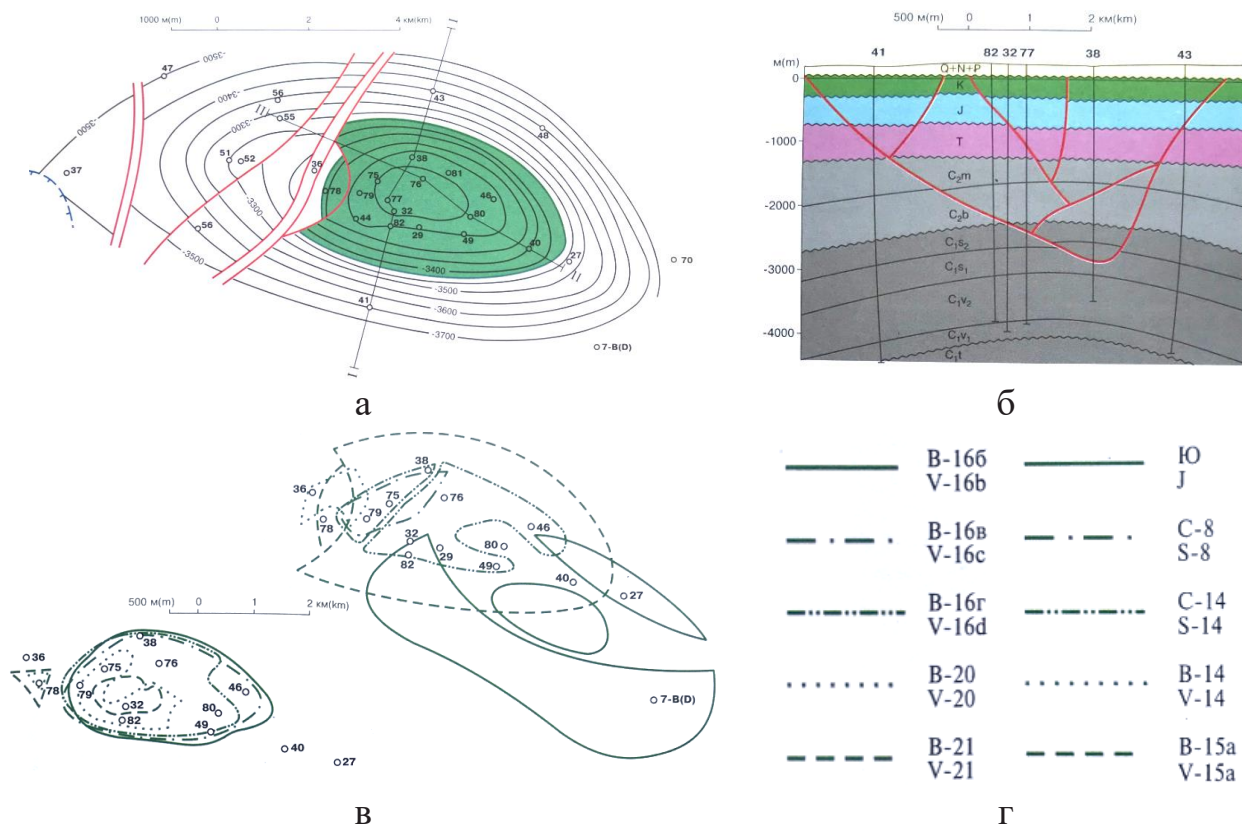 1000 м(m) 0 2 4 км(km)
I
47
-3500
56
-3400
43
III
55
-3300
48
-3500
51
52
38
37
36
75
76
81
78
79
77
46
32
80
44
-3300
82
29
49
56
40
27
-3400
II
-3500
-3500
70
-3600
41
-3700
7-В(D)
I
а
500 м(m) 0 1 2 км(km)
41 82 32 77 38 43
м(m)
Q+N+P
0
K
J
-1000
T
C₂m
-2000
C₂b
C₁s₂
-3000
C₁s₁
C₁v₂
-4000
C₁v₁
C₁t
б
38
36
75
76
78
79
46
32
80
29
82
49
40
27
7-В(D)
500 м(m) 0 1 2 км(km)
38
36
76
75
78
79
46
32
80
82
49
40
27
в
В-16б
V-16b
Ю
J
В-16в
V-16c
С-8
S-8
В-16г
V-16d
С-14
S-14
В-20
V-20
В-14
V-14
В-21
V-21
В-15а
V-15a
г